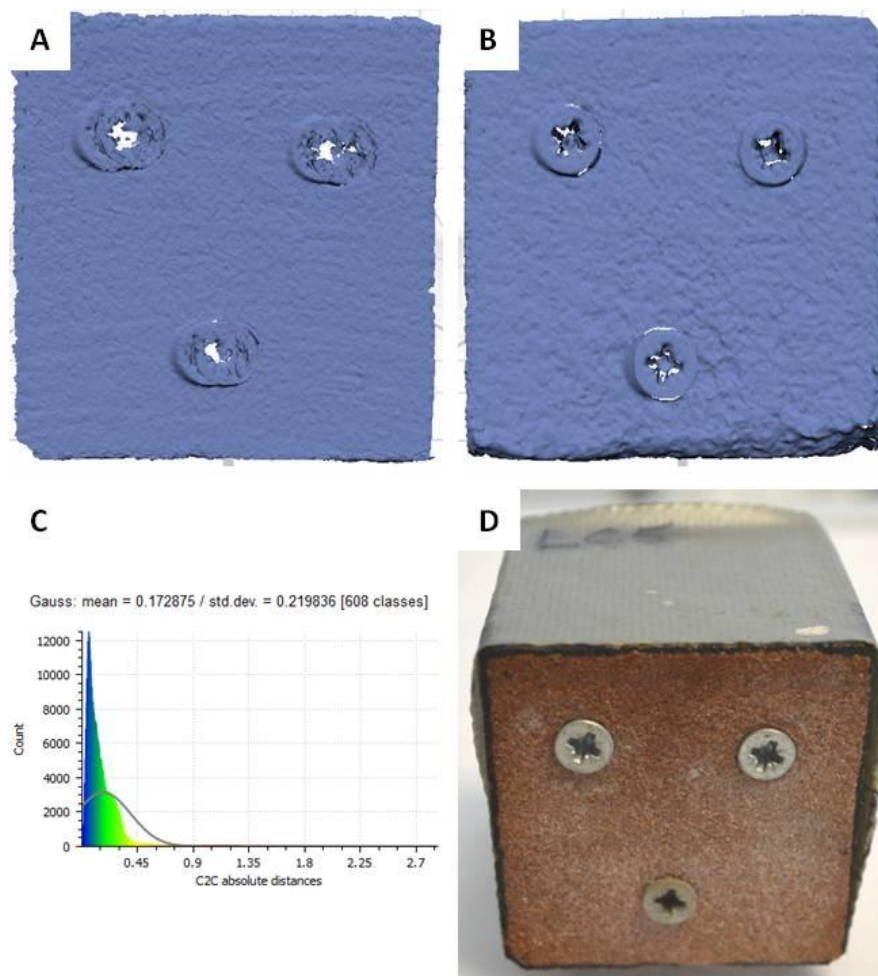 A
B
C
D
Gauss: mean = 0.172875 / std.dev. = 0.219836 [608 classes]
12000
10000
8000
6000
4000
2000
0
Count
0.45
0.9
1.35
1.8
2.25
2.7
C2C absolute distances